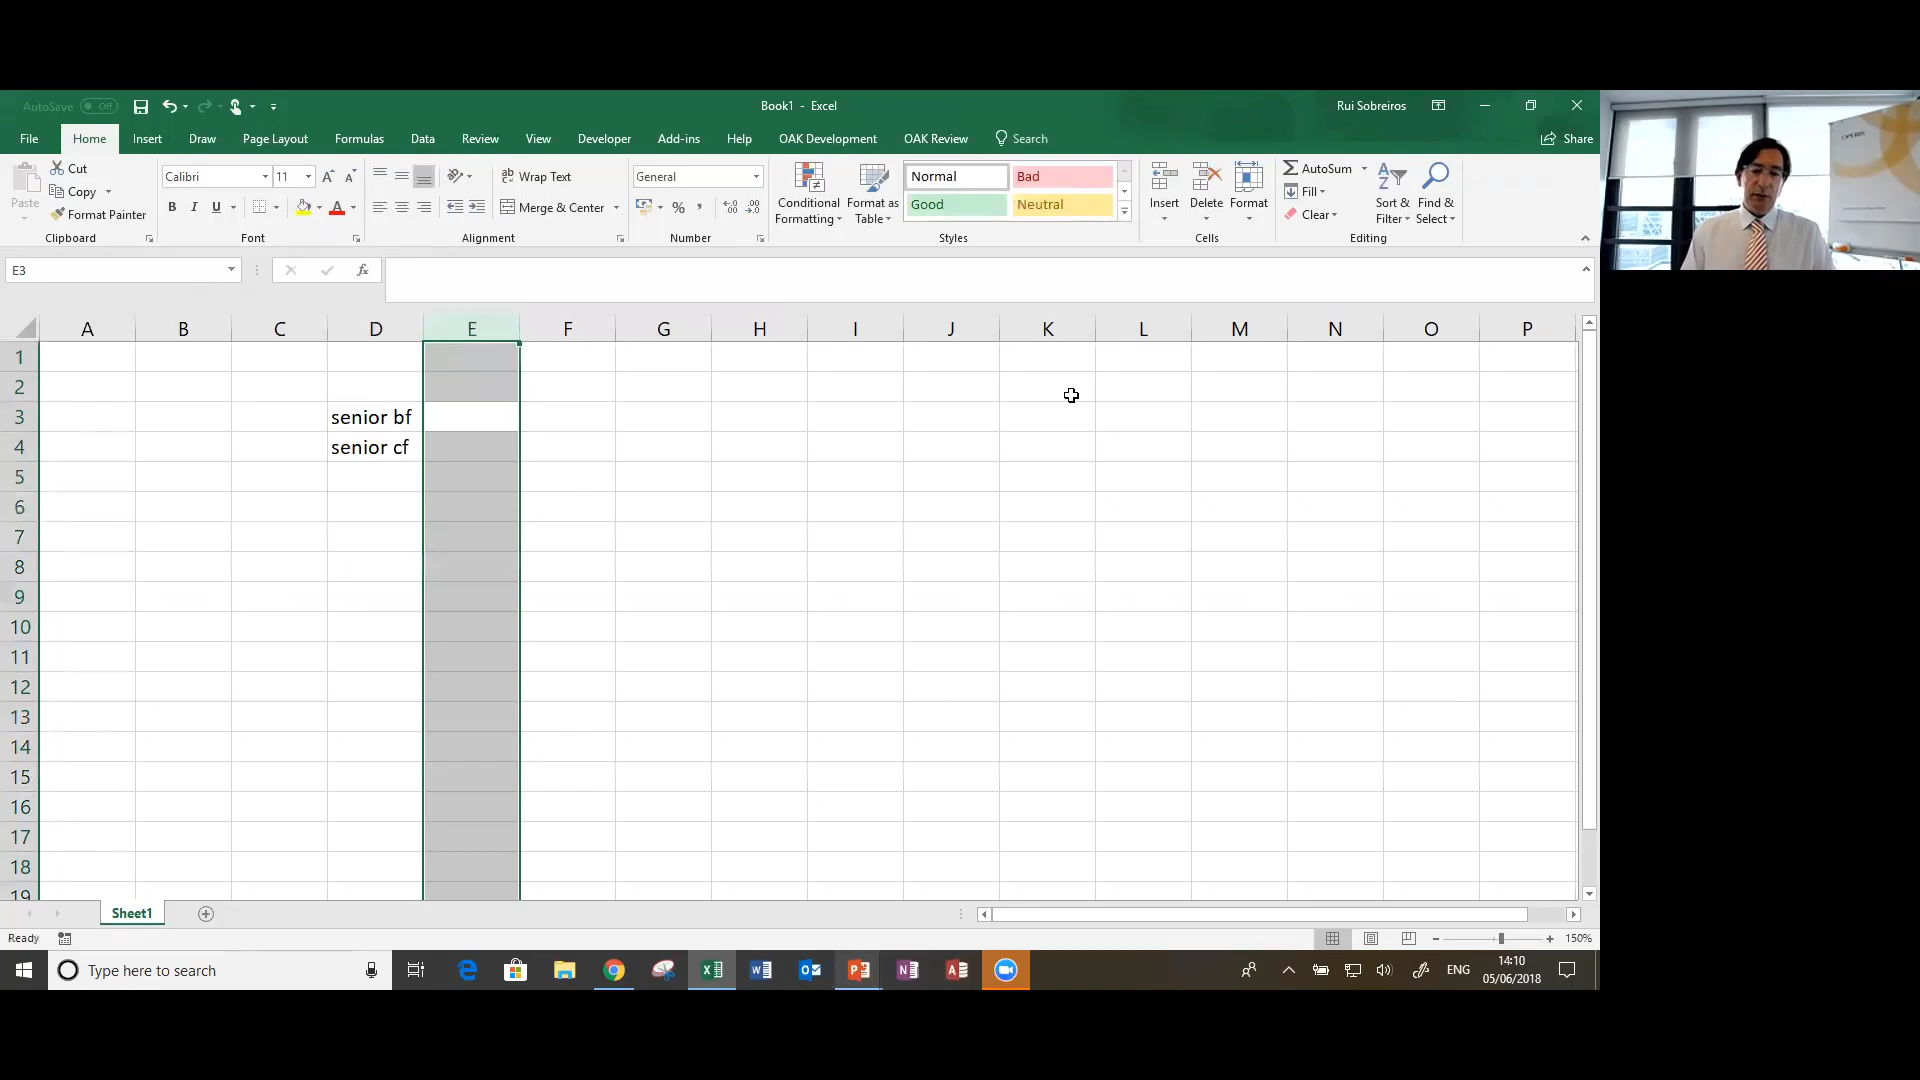 AutoSave Off
Book1 - Excel
Rui Sobreiros
File Home Insert Draw Page Layout Formulas Data Review View Developer Add-ins Help OAK Development OAK Review Search Share
Paste
Cut
Copy
Format Painter
Clipboard
Calibri 11
B I U
Font
Wrap Text
Merge & Center
Alignment
General
Number
Conditional Formatting
Format as Table
Normal Bad
Good Neutral
Styles
Insert Delete Format
Cells
AutoSum
Fill
Clear
Sort & Filter
Find & Select
Editing
E3 fx
A B C D E F G H I J K L M N O P
1
2
3 senior bf
4 senior cf
5
6
7
8
9
10
11
12
13
14
15
16
17
18
19
Sheet1
Ready 150%
Type here to search
ENG
14:10
05/06/2018